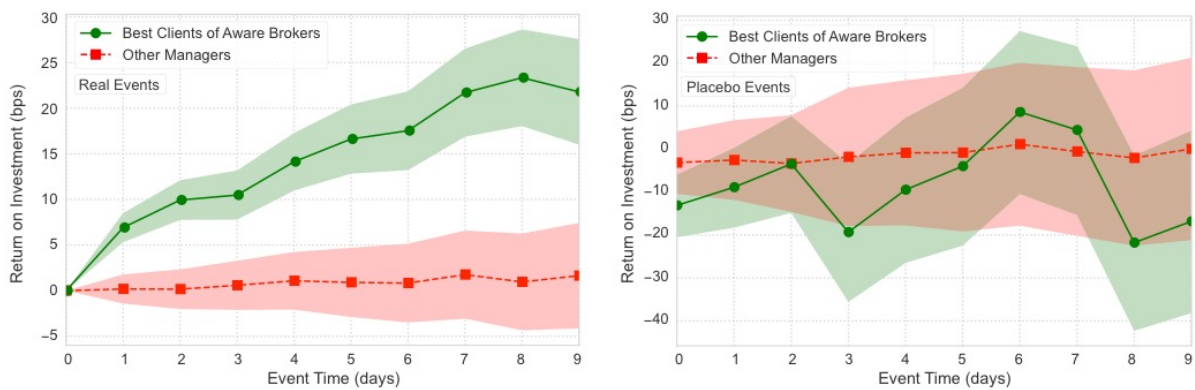 Return on Investment (bps)
30
25
20
15
10
5
0
−5
Best Clients of Aware Brokers
Other Managers
Real Events
0 1 2 3 4 5 6 7 8 9
Event Time (days)
Return on Investment (bps)
30
20
10
0
−10
−20
−30
−40
Best Clients of Aware Brokers
Other Managers
Placebo Events
0 1 2 3 4 5 6 7 8 9
Event Time (days)